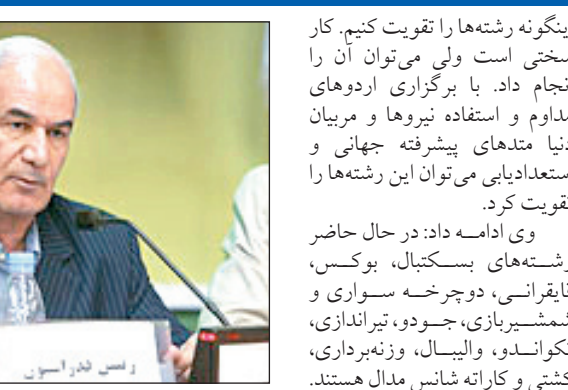 اینگونه رشته‌ها را تقویت کنیم. کار
سختی است ولی می‌توان آن را
انجام داد. با برگزاری اردوهای
مداوم و استفاده نیروها و مربیان
دنیا متدهای پیشرفته جهانی و
استعدادیابی می‌توان این رشته‌ها را
تقویت کرد.
وی ادامه داد: در حال حاضر
رشته‌های بسکتبال، بوکس،
قایقرانی، دوچرخه سواری و
شمشیربازی، جودو، تیراندازی،
تکواندو، والیبال، وزنه‌برداری،
کشتی و کاراته شانس مدال هستند.
رئیس فدراسیون